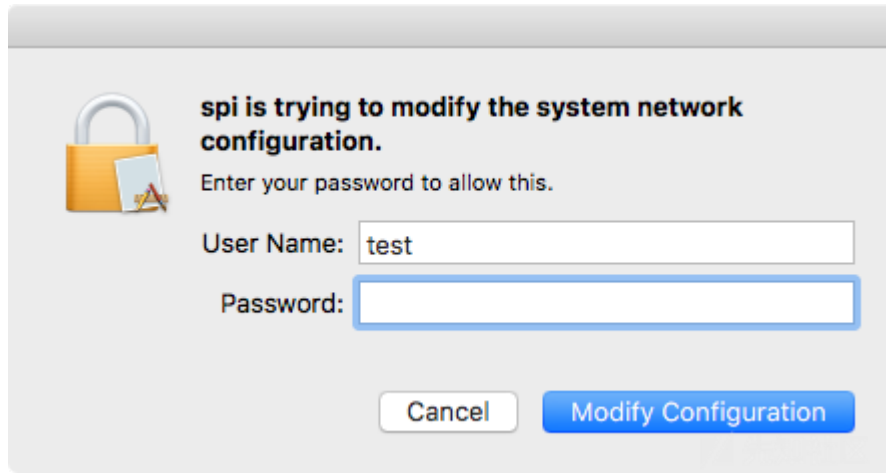 spi is trying to modify the system network
configuration.
Enter your password to allow this.
User Name: test
Password:
Cancel Modify Configuration